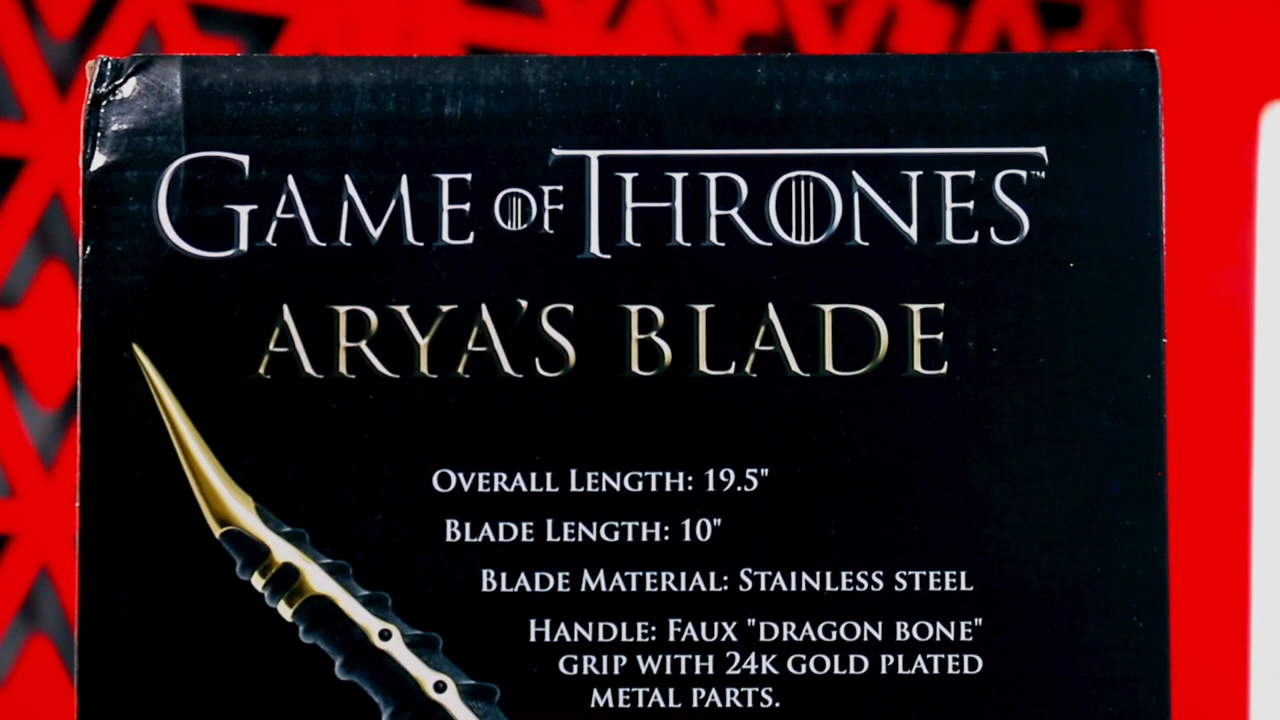 GAME OF THRONES™
ARYA'S BLADE
OVERALL LENGTH: 19.5"
BLADE LENGTH: 10"
BLADE MATERIAL: STAINLESS STEEL
HANDLE: FAUX "DRAGON BONE"
GRIP WITH 24K GOLD PLATED
METAL PARTS.